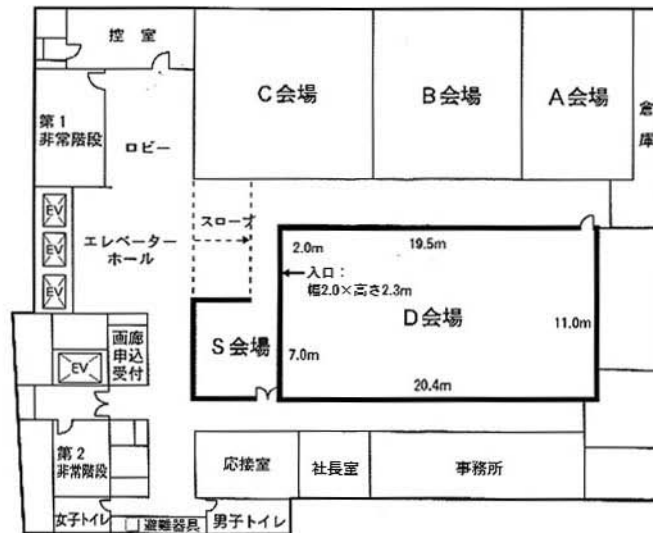 控 室
C会場
B会場
A会場
倉
庫
第1
非常階段
ロビー
EV
EV
EV
エレベーター
ホール
スロープ
2.0m
19.5m
入口：
幅2.0×高さ2.3m
D会場
11.0m
S会場
7.0m
20.4m
画廊
申込
受付
EV
第2
非常階段
応接室
社長室
事務所
女子トイレ
避難器具
男子トイレ